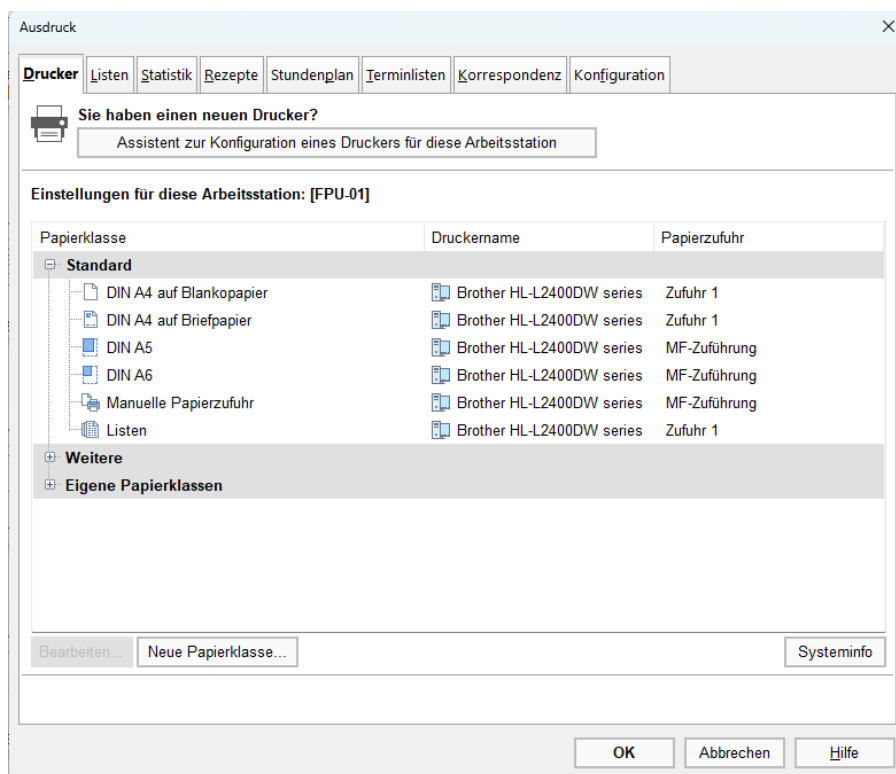 Ausdruck
Drucker Listen Statistik Rezepte Stundenplan Terminlisten Korrespondenz Konfiguration
Sie haben einen neuen Drucker?
Assistent zur Konfiguration eines Druckers für diese Arbeitsstation
Einstellungen für diese Arbeitsstation: [FPU-01]
Papierklasse Druckername Papierzufuhr
Standard
DIN A4 auf Blankopapier Brother HL-L2400DW series Zufuhr 1
DIN A4 auf Briefpapier Brother HL-L2400DW series Zufuhr 1
DIN A5 Brother HL-L2400DW series MF-Zuführung
DIN A6 Brother HL-L2400DW series MF-Zuführung
Manuelle Papierzufuhr Brother HL-L2400DW series MF-Zuführung
Listen Brother HL-L2400DW series Zufuhr 1
Weitere
Eigene Papierklassen
Bearbeiten... Neue Papierklasse... Systeminfo
OK Abbrechen Hilfe